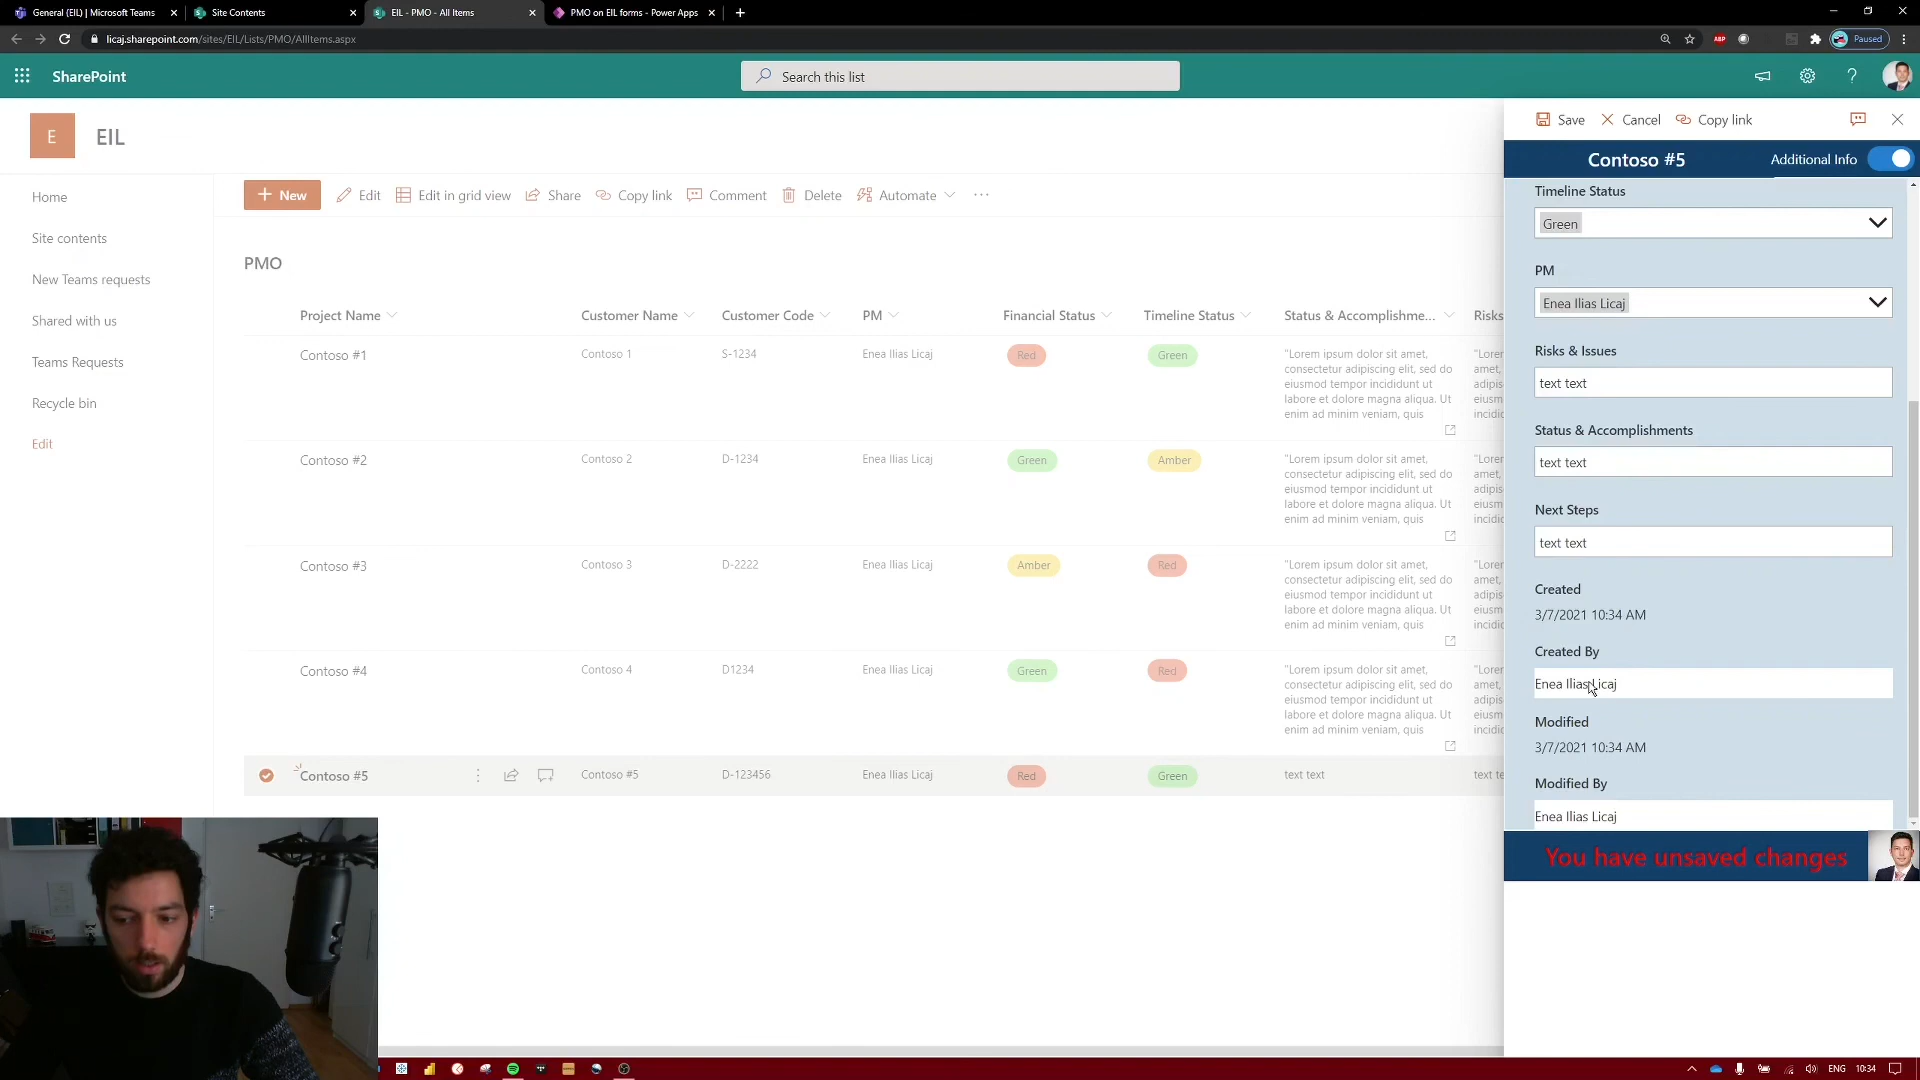 General (EIL) | Microsoft Teams
Site Contents
EIL - PMO - All Items
PMO on EIL forms - Power Apps
licaj.sharepoint.com/sites/EIL/Lists/PMO/AllItems.aspx
ABP
Paused
SharePoint
Search this list
E
EIL
Home
Site contents
New Teams requests
Shared with us
Teams Requests
Recycle bin
Edit
New
Edit
Edit in grid view
Share
Copy link
Comment
Delete
Automate
PMO
Project Name
Customer Name
Customer Code
PM
Financial Status
Timeline Status
Status & Accomplishme...
Risks
Contoso #1
Contoso 1
S-1234
Enea Ilias Licaj
Red
Green
"Lorem ipsum dolor sit amet,
consectetur adipiscing elit, sed do
eiusmod tempor incididunt ut
labore et dolore magna aliqua. Ut
enim ad minim veniam, quis
"Lorem
amet,
adipis
eiusm
incidi
Contoso #2
Contoso 2
D-1234
Enea Ilias Licaj
Green
Amber
"Lorem ipsum dolor sit amet,
consectetur adipiscing elit, sed do
eiusmod tempor incididunt ut
labore et dolore magna aliqua. Ut
enim ad minim veniam, quis
Contoso #3
Contoso 3
D-2222
Enea Ilias Licaj
Amber
Red
"Lorem ipsum dolor sit amet,
consectetur adipiscing elit, sed do
eiusmod tempor incididunt ut
labore et dolore magna aliqua. Ut
enim ad minim veniam, quis
Contoso #4
Contoso 4
D1234
Enea Ilias Licaj
Green
Red
"Lorem ipsum dolor sit amet,
consectetur adipiscing elit, sed do
eiusmod tempor incididunt ut
labore et dolore magna aliqua. Ut
enim ad minim veniam, quis
Contoso #5
Contoso #5
D-123456
Enea Ilias Licaj
Red
Green
text text
text te
Save
Cancel
Copy link
Contoso #5
Additional Info
Timeline Status
Green
PM
Enea Ilias Licaj
Risks & Issues
text text
Status & Accomplishments
text text
Next Steps
text text
Created
3/7/2021 10:34 AM
Created By
Enea Ilias Licaj
Modified
3/7/2021 10:34 AM
Modified By
Enea Ilias Licaj
You have unsaved changes
ENG
10:34